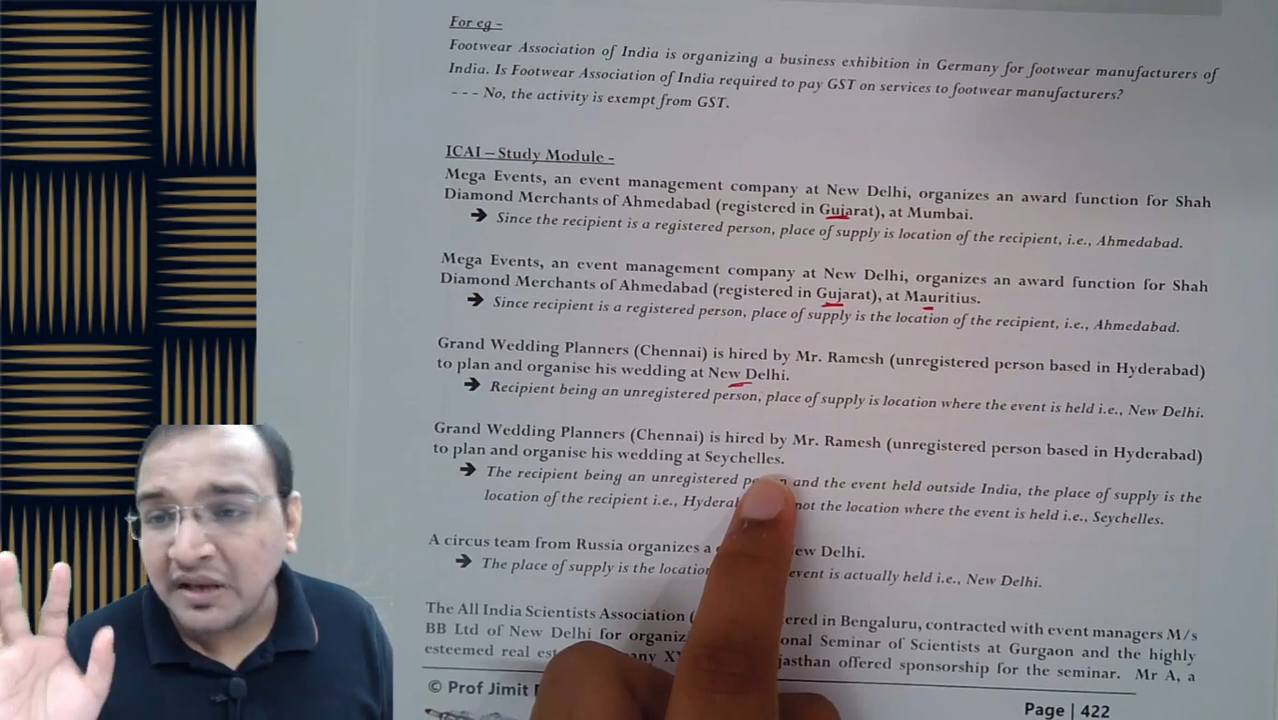 For eg -
Footwear Association of India is organizing a business exhibition in Germany for footwear manufacturers of
India. Is Footwear Association of India required to pay GST on services to footwear manufacturers?
- - - No, the activity is exempt from GST.
ICAI – Study Module -
Mega Events, an event management company at New Delhi, organizes an award function for Shah
Diamond Merchants of Ahmedabad (registered in Gujarat), at Mumbai.
➔ Since the recipient is a registered person, place of supply is location of the recipient, i.e., Ahmedabad.
Mega Events, an event management company at New Delhi, organizes an award function for Shah
Diamond Merchants of Ahmedabad (registered in Gujarat), at Mauritius.
➔ Since recipient is a registered person, place of supply is the location of the recipient, i.e., Ahmedabad.
Grand Wedding Planners (Chennai) is hired by Mr. Ramesh (unregistered person based in Hyderabad)
to plan and organise his wedding at New Delhi.
➔ Recipient being an unregistered person, place of supply is location where the event is held i.e., New Delhi.
Grand Wedding Planners (Chennai) is hired by Mr. Ramesh (unregistered person based in Hyderabad)
to plan and organise his wedding at Seychelles.
➔ The recipient being an unregistered and the event held outside India, the place of supply is the
location of the recipient i.e., not the location where the event is held i.e., Seychelles.
A circus team from Russia organizes a New Delhi.
➔ The place of supply is the event is actually held i.e., New Delhi.
The All India Scientists Association in Bengaluru, contracted with event managers M/s
BB Ltd of New Delhi for Seminar of Scientists at Gurgaon and the highly
esteemed real offered sponsorship for the seminar. Mr A, a
© Prof Jimit
Page | 422